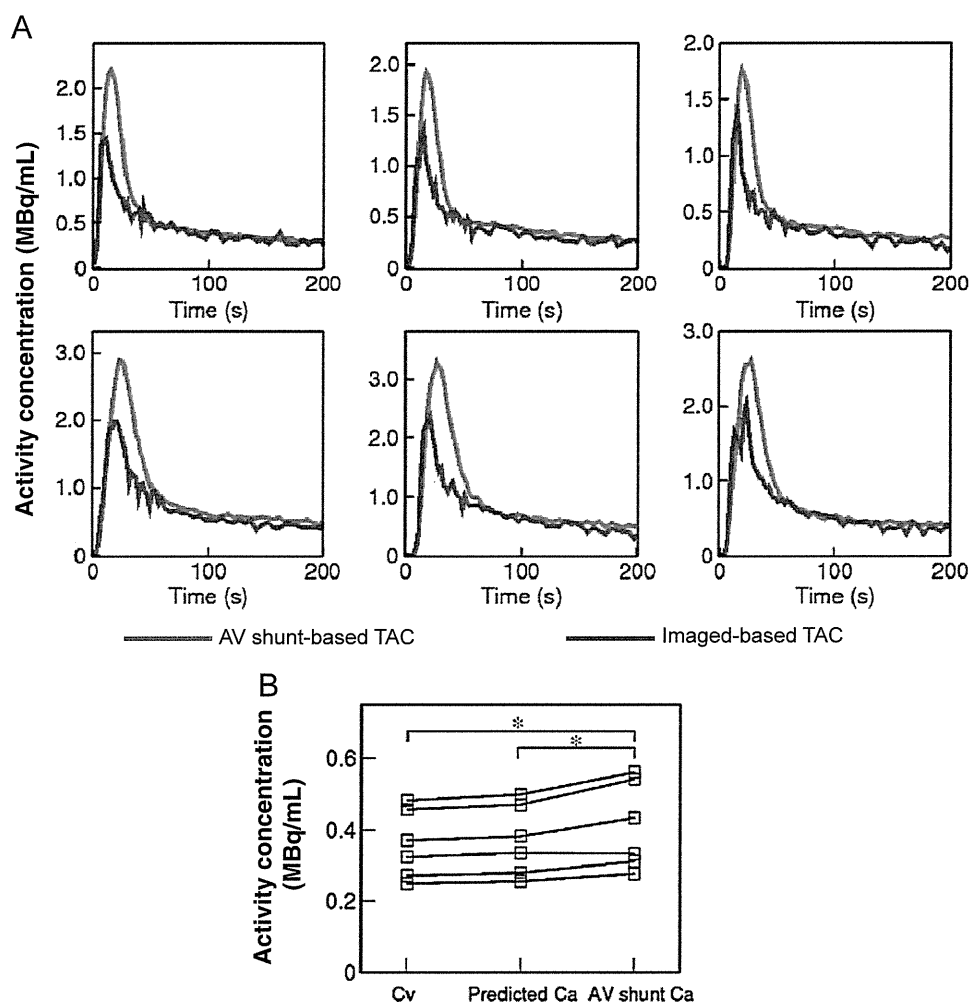 A
Activity concentration (MBq/mL)
2.0
1.5
1.0
0.5
0
0 100 200
Time (s)
2.0
1.5
1.0
0.5
0
0 100 200
Time (s)
2.0
1.5
1.0
0.5
0
0 100 200
Time (s)
3.0
2.0
1.0
0
0 100 200
Time (s)
3.0
2.0
1.0
0
0 100 200
Time (s)
3.0
2.0
1.0
0
0 100 200
Time (s)
AV shunt-based TAC
Imaged-based TAC
B
Activity concentration
(MBq/mL)
0.6
0.4
0.2
0
*
*
Cv Predicted Ca AV shunt Ca